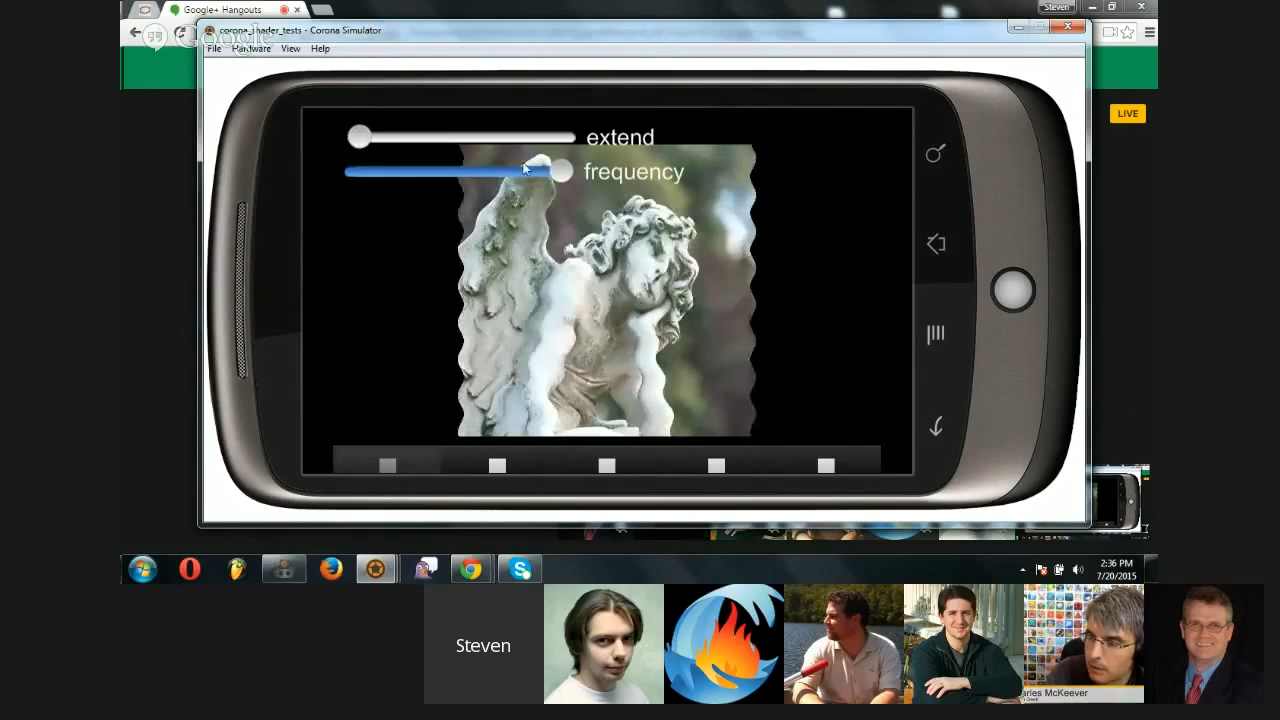 Google+ Hangouts
Steven
corona_shader_tests - Corona Simulator
Google
File Hardware View Help
LIVE
extend
frequency
2:36 PM
7/20/2015
Steven
arles McKeever